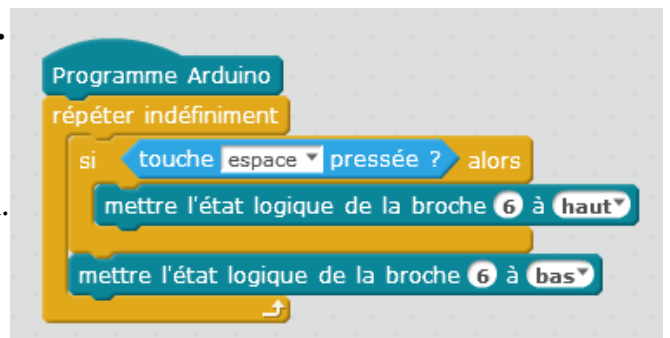 Programme Arduino
répéter indéfiniment
si touche espace pressée ? alors
mettre l'état logique de la broche 6 à haut
mettre l'état logique de la broche 6 à bas